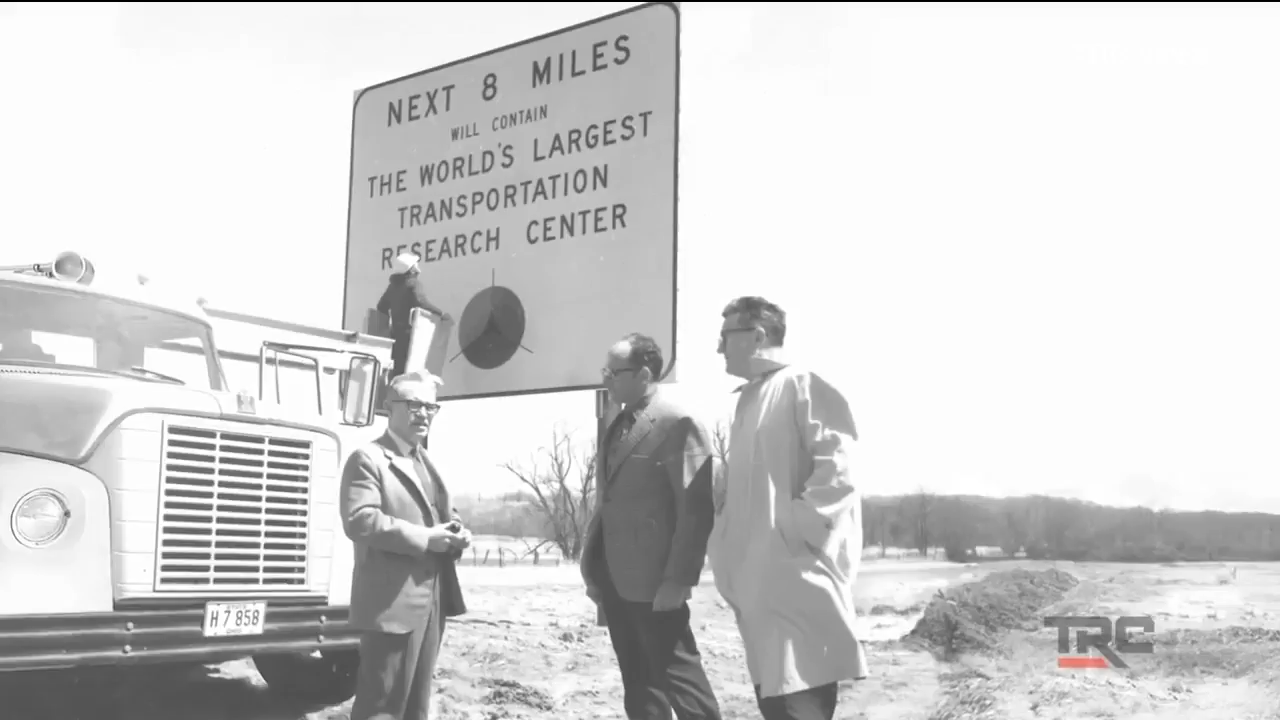 NEXT 8 MILES
WILL CONTAIN
THE WORLD'S LARGEST
TRANSPORTATION
RESEARCH CENTER
H 7 858
TRC